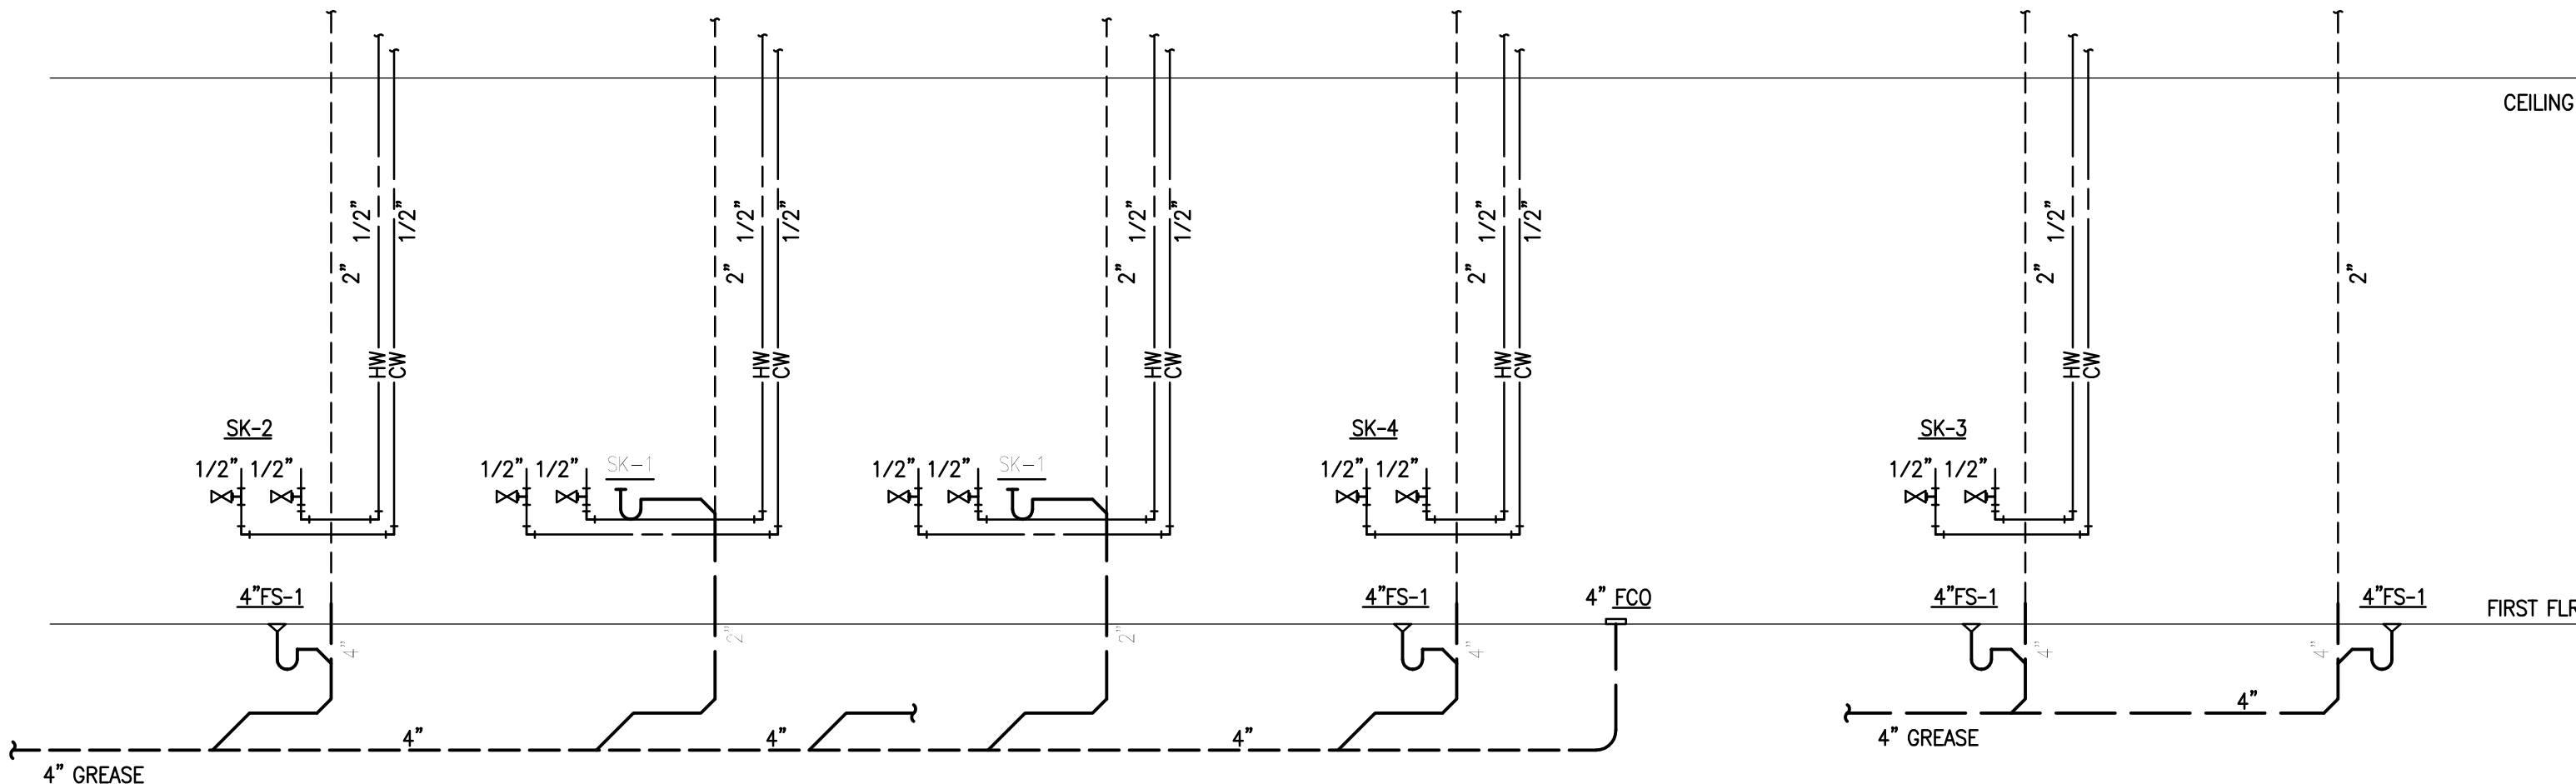 CEILING
1/2" 1/2" 1/2" 1/2" 1/2" 1/2" 1/2" 1/2" 1/2"
2" 2" 2" 2" 2" 2"
HW CW HW CW HW CW HW CW HW CW
SK-2 SK-4 SK-3
1/2" 1/2" 1/2" 1/2" SK-1 1/2" 1/2" SK-1 1/2" 1/2" 1/2" 1/2"
4"FS-1 4"FS-1 4" FCO 4"FS-1 4"FS-1
FIRST FLR
4" 2" 2" 4" 4" 4"
4"
4" 4" 4" 4" GREASE
4" GREASE